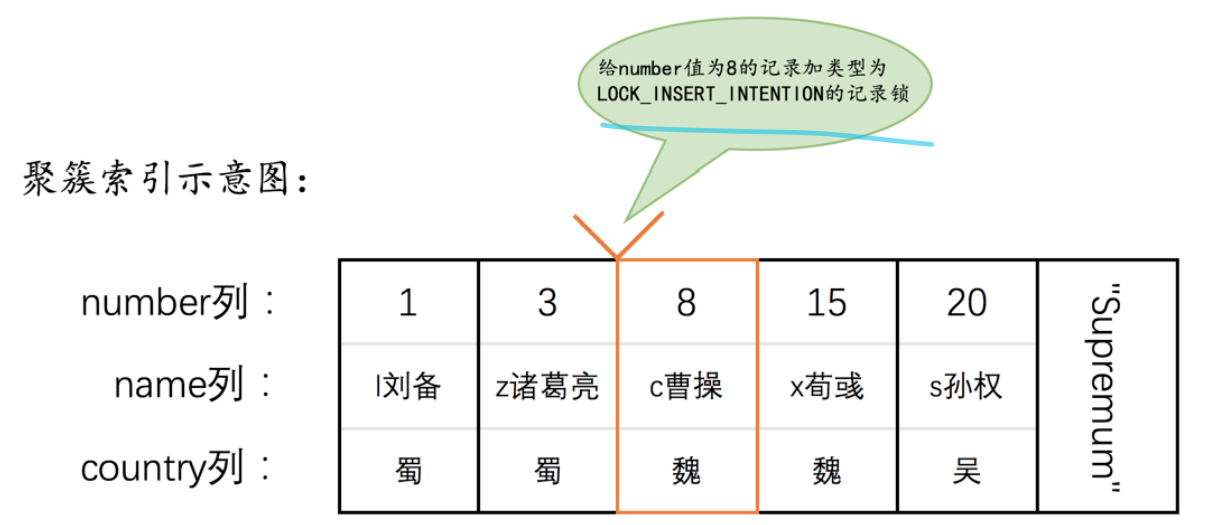 给number值为8的记录加类型为
LOCK_INSERT_INTENTION的记录锁
聚簇索引示意图：
number列： 1 3 8 15 20 "Supremum"
name列： l刘备 z诸葛亮 c曹操 x荀彧 s孙权
country列： 蜀 蜀 魏 魏 吴